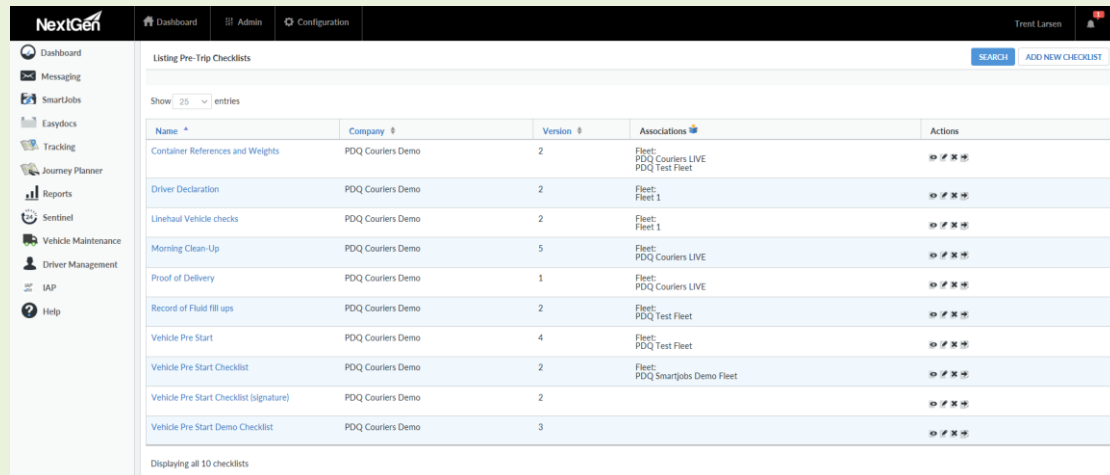 NextGen
Dashboard
Admin
Configuration
Trent Larsen
1
Dashboard
Messaging
SmartJobs
Easydocs
Tracking
Journey Planner
Reports
Sentinel
Vehicle Maintenance
Driver Management
IAP
Help
Listing Pre-Trip Checklists
SEARCH
ADD NEW CHECKLIST
Show 25 entries
Name Company Version Associations Actions
Container References and Weights PDQ Couriers Demo 2 Fleet:
PDQ Couriers LIVE
PDQ Test Fleet
Driver Declaration PDQ Couriers Demo 2 Fleet:
Fleet 1
Linehaul Vehicle checks PDQ Couriers Demo 2 Fleet:
Fleet 1
Morning Clean-Up PDQ Couriers Demo 5 Fleet:
PDQ Couriers LIVE
Proof of Delivery PDQ Couriers Demo 1 Fleet:
PDQ Couriers LIVE
Record of Fluid fill ups PDQ Couriers Demo 2 Fleet:
PDQ Test Fleet
Vehicle Pre Start PDQ Couriers Demo 4 Fleet:
PDQ Test Fleet
Vehicle Pre Start Checklist PDQ Couriers Demo 2 Fleet:
PDQ Smartjobs Demo Fleet
Vehicle Pre Start Checklist (signature) PDQ Couriers Demo 2
Vehicle Pre Start Demo Checklist PDQ Couriers Demo 3
Displaying all 10 checklists